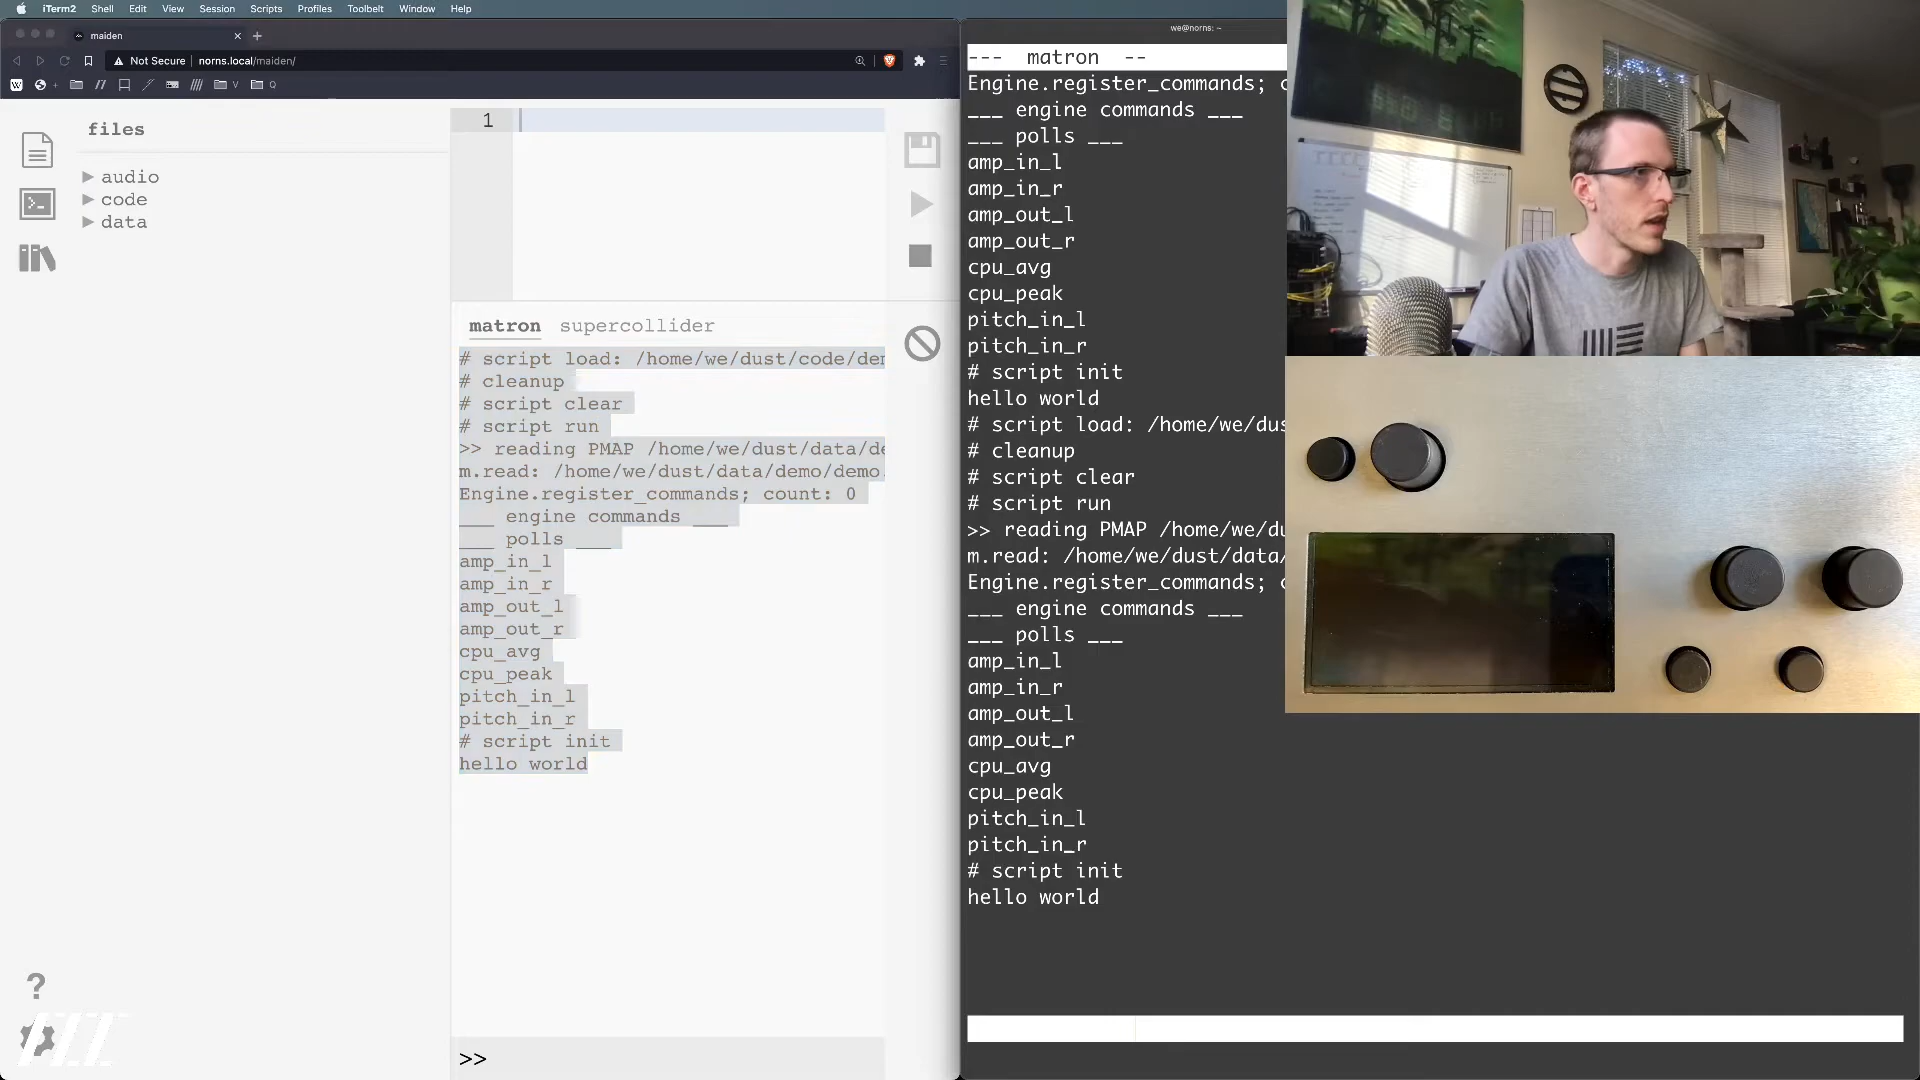 iTerm2 Shell Edit View Session Scripts Profiles Toolbelt Window Help
maiden
Not Secure norns.local/maiden/
V Q
files
audio
code
data
1
matron supercollider
# script load: /home/we/dust/code/de
# cleanup
# script clear
# script run
>> reading PMAP /home/we/dust/data/de
m.read: /home/we/dust/data/demo/demo.
Engine.register_commands; count: 0
___ engine commands ___
___ polls ___
amp_in_l
amp_in_r
amp_out_l
amp_out_r
cpu_avg
cpu_peak
pitch_in_l
pitch_in_r
# script init
hello world
>>
?
we@norns: ~
--- matron --
Engine.register_commands; c
___ engine commands ___
___ polls ___
amp_in_l
amp_in_r
amp_out_l
amp_out_r
cpu_avg
cpu_peak
pitch_in_l
pitch_in_r
# script init
hello world
# script load: /home/we/dus
# cleanup
# script clear
# script run
>> reading PMAP /home/we/du
m.read: /home/we/dust/data/
Engine.register_commands; c
___ engine commands ___
___ polls ___
amp_in_l
amp_in_r
amp_out_l
amp_out_r
cpu_avg
cpu_peak
pitch_in_l
pitch_in_r
# script init
hello world